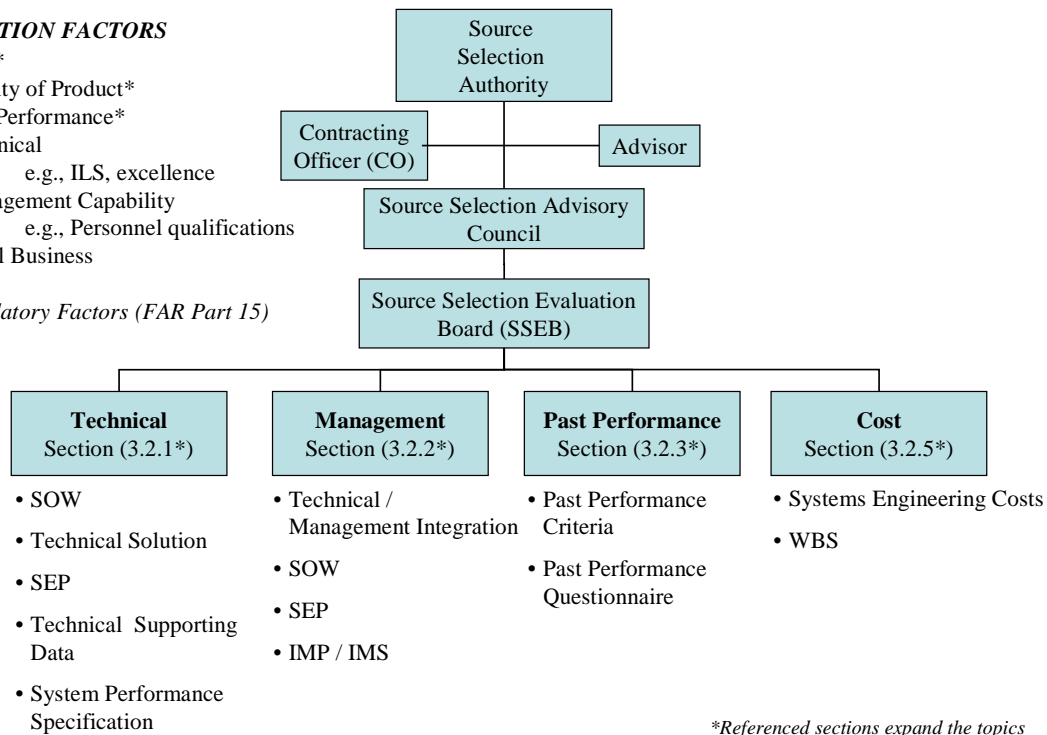 TION FACTORS
*
ity of Product*
Performance*
nical
e.g., ILS, excellence
agement Capability
e.g., Personnel qualifications
l Business
latory Factors (FAR Part 15)
Source
Selection
Authority
Contracting
Officer (CO)
Advisor
Source Selection Advisory
Council
Source Selection Evaluation
Board (SSEB)
Technical
Section (3.2.1*)
• SOW
• Technical Solution
• SEP
• Technical Supporting
Data
• System Performance
Specification
Management
Section (3.2.2*)
• Technical /
Management Integration
• SOW
• SEP
• IMP / IMS
Past Performance
Section (3.2.3*)
• Past Performance
Criteria
• Past Performance
Questionnaire
Cost
Section (3.2.5*)
• Systems Engineering Costs
• WBS
*Referenced sections expand the topics